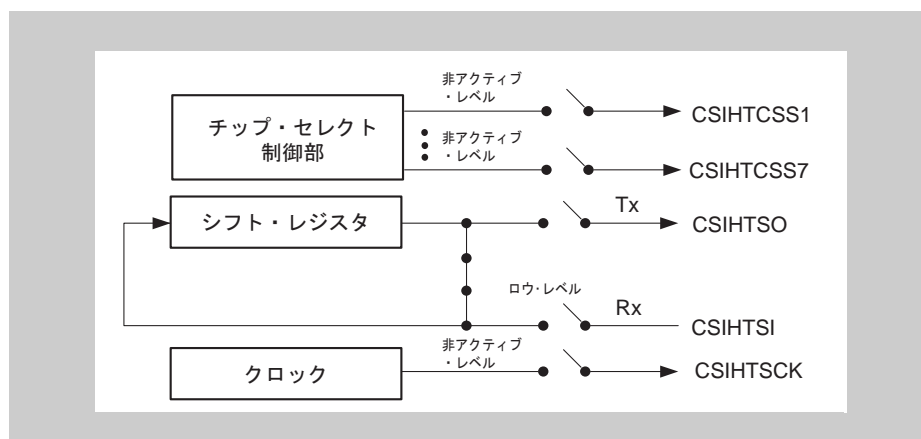 非アクティブ
・レベル
CSIHTCSS1
チップ・セレクト
制御部
非アクティブ
・レベル
CSIHTCSS7
シフト・レジスタ
Tx
CSIHTSO
ロウ・レベル
Rx
CSIHTSI
非アクティブ
・レベル
クロック
CSIHTSCK